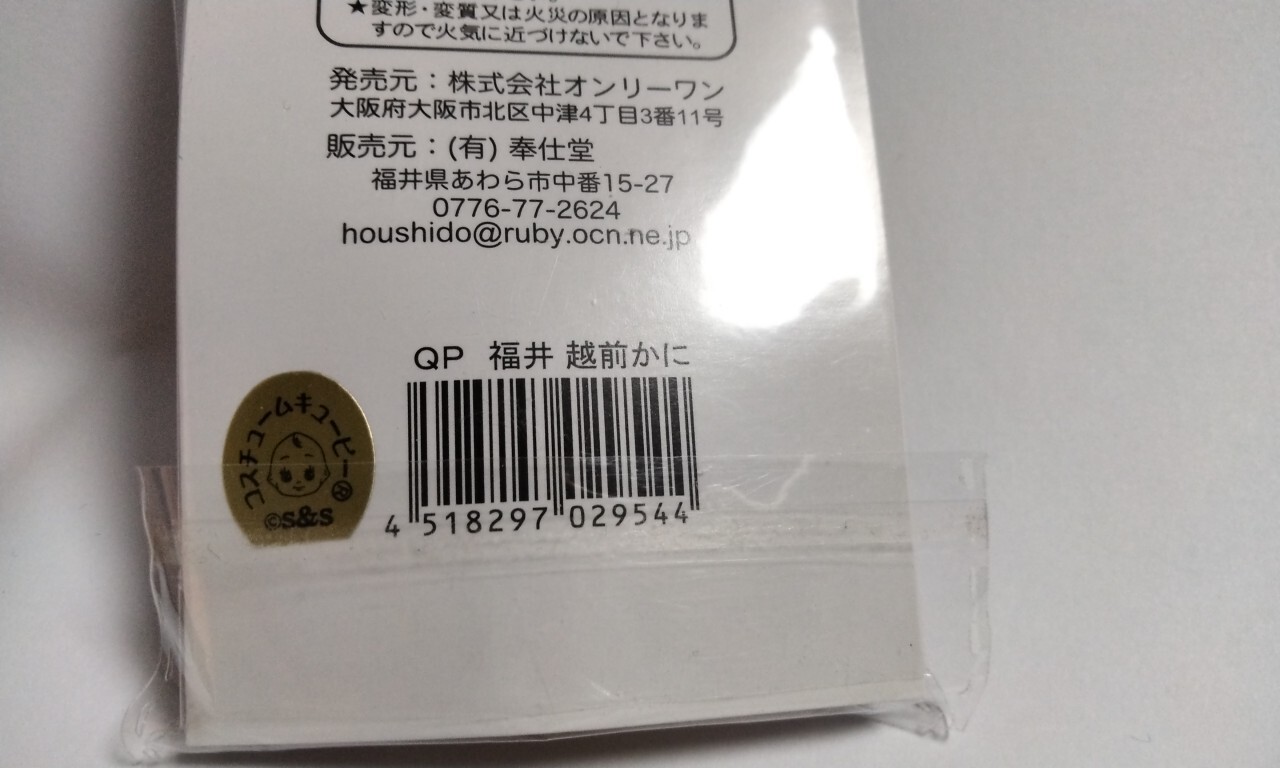 ★変形・変質又は火災の原因となりま
すので火気に近づけないで下さい。
発売元：株式会社オンリーワン
大阪府大阪市北区中津4丁目3番11号
販売元：(有) 奉仕堂
福井県あわら市中番15-27
0776-77-2624
houshido@ruby.ocn.ne.jp
QP 福井 越前かに
コスチュームキューピー®
©S&S
4 518297 029544